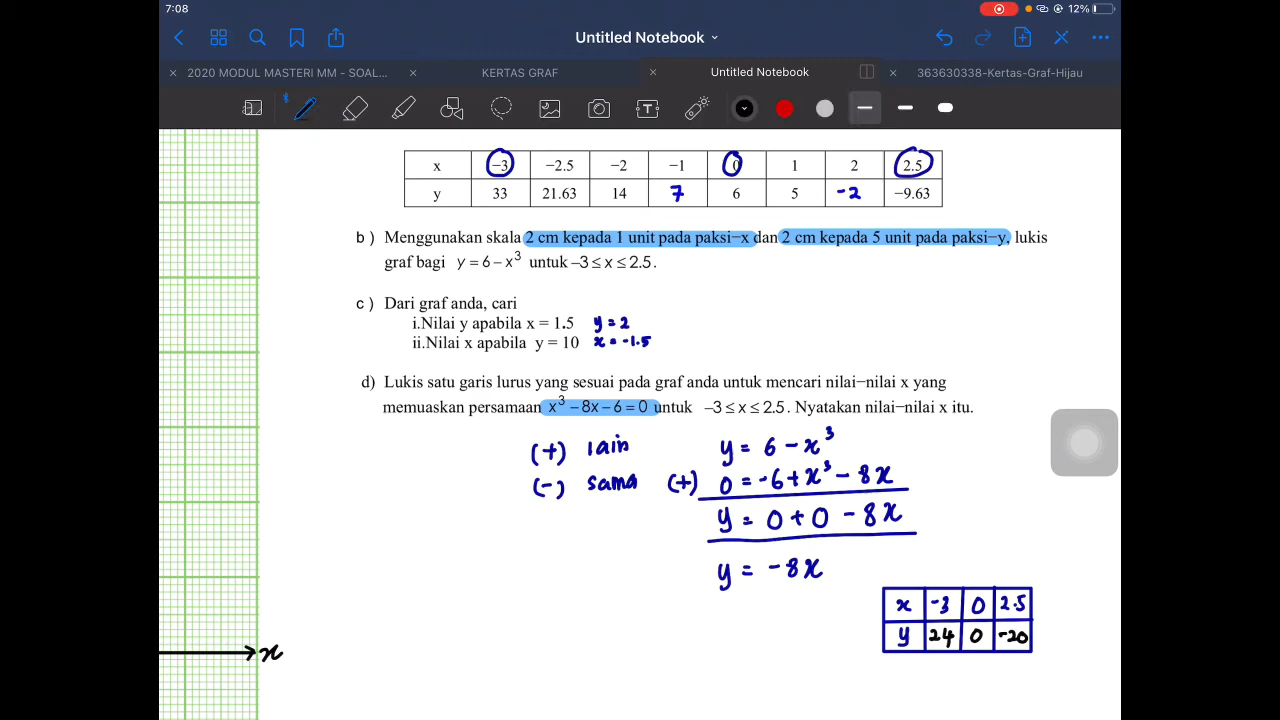 7:08
12%
Untitled Notebook
2020 MODUL MASTERI MM - SOAL...
KERTAS GRAF
Untitled Notebook
363630338-Kertas-Graf-Hijau
x −3 −2.5 −2 −1 0 1 2 2.5
y 33 21.63 14 7 6 5 -2 −9.63
b) Menggunakan skala 2 cm kepada 1 unit pada paksi−x dan 2 cm kepada 5 unit pada paksi−y, lukis
graf bagi y = 6 − x³ untuk −3 ≤ x ≤ 2.5.
c) Dari graf anda, cari
i.Nilai y apabila x = 1.5 y = 2
ii.Nilai x apabila y = 10 x = -1.5
d) Lukis satu garis lurus yang sesuai pada graf anda untuk mencari nilai−nilai x yang
memuaskan persamaan x³ − 8x − 6 = 0 untuk −3 ≤ x ≤ 2.5. Nyatakan nilai−nilai x itu.
(+) lain y = 6 - x³
(-) sama (+) 0 = -6 + x³ - 8x
y = 0 + 0 - 8x
y = -8x
x -3 0 2.5
y 24 0 -20
x